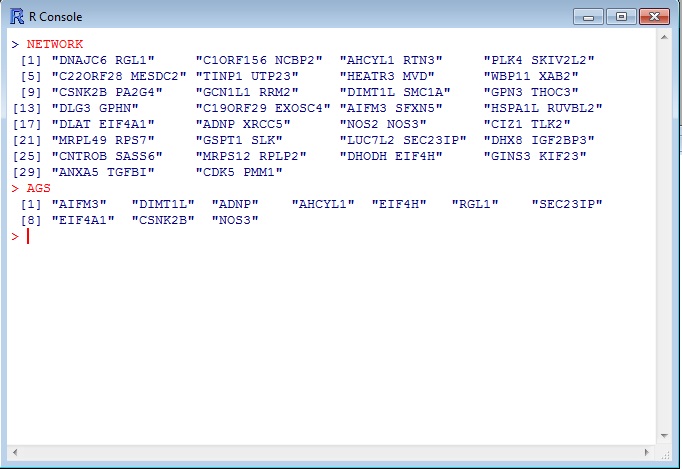 R Console
> NETWORK
[1] "DNAJC6 RGL1" "C1ORF156 NCBP2" "AHCYL1 RTN3" "PLK4 SKIV2L2"
[5] "C22ORF28 MESDC2" "TINP1 UTP23" "HEATR3 MVD" "WBP11 XAB2"
[9] "CSNK2B PA2G4" "GCN1L1 RRM2" "DIMT1L SMC1A" "GPN3 THOC3"
[13] "DLG3 GPHN" "C19ORF29 EXOSC4" "AIFM3 SFXN5" "HSPA1L RUVBL2"
[17] "DLAT EIF4A1" "ADNP XRCC5" "NOS2 NOS3" "CIZ1 TLK2"
[21] "MRPL49 RPS7" "GSPT1 SLK" "LUC7L2 SEC23IP" "DHX8 IGF2BP3"
[25] "CNTROB SASS6" "MRPS12 RPLP2" "DHODH EIF4H" "GINS3 KIF23"
[29] "ANXA5 TGFBI" "CDK5 PMM1"
> AGS
[1] "AIFM3" "DIMT1L" "ADNP" "AHCYL1" "EIF4H" "RGL1" "SEC23IP"
[8] "EIF4A1" "CSNK2B" "NOS3"
>